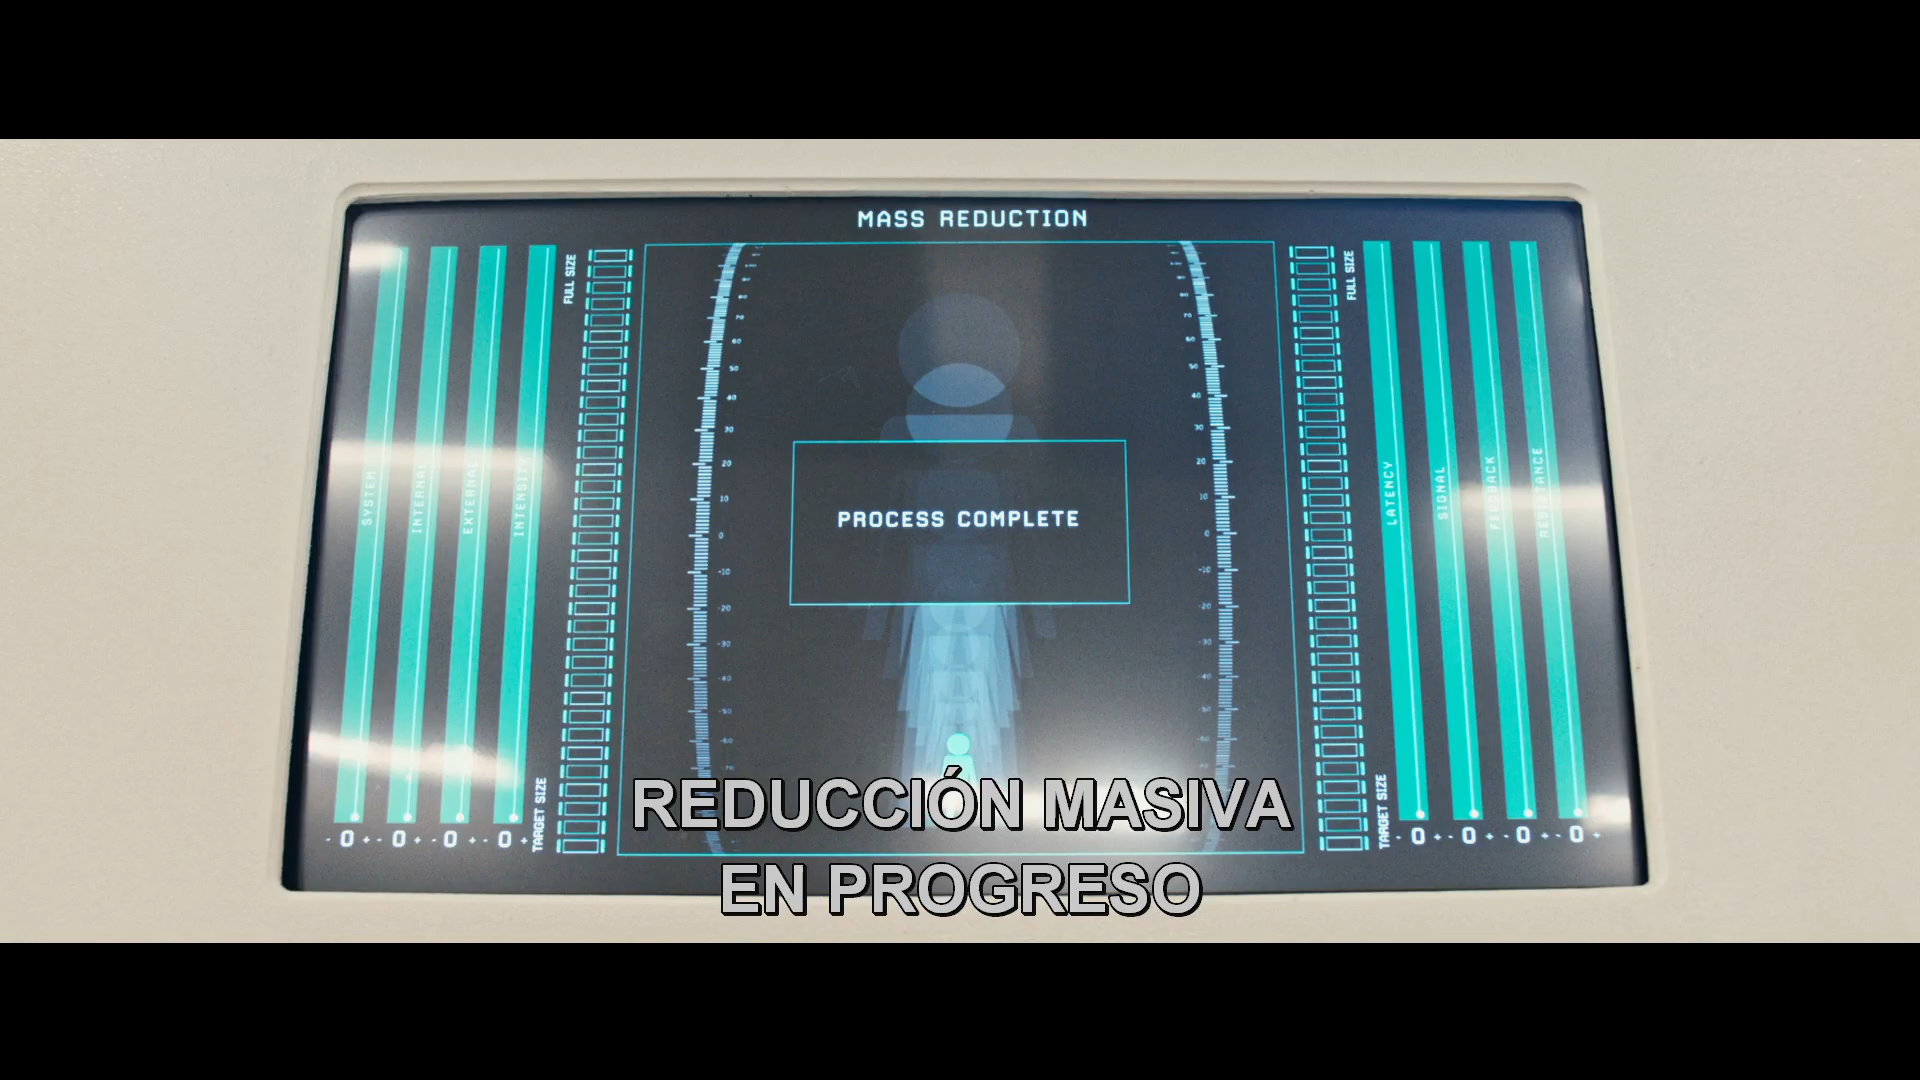 MASS REDUCTION
FULL SIZE
FULL SIZE
SYSTEM
INTERNAL
EXTERNAL
INTENSITY
PROCESS COMPLETE
LATENCY
SIGNAL
FEEDBACK
RESISTANCE
TARGET SIZE
TARGET SIZE
- 0 + - 0 + - 0 + - 0 +
- 0 + - 0 + - 0 + - 0 +
REDUCCIÓN MASIVA
EN PROGRESO